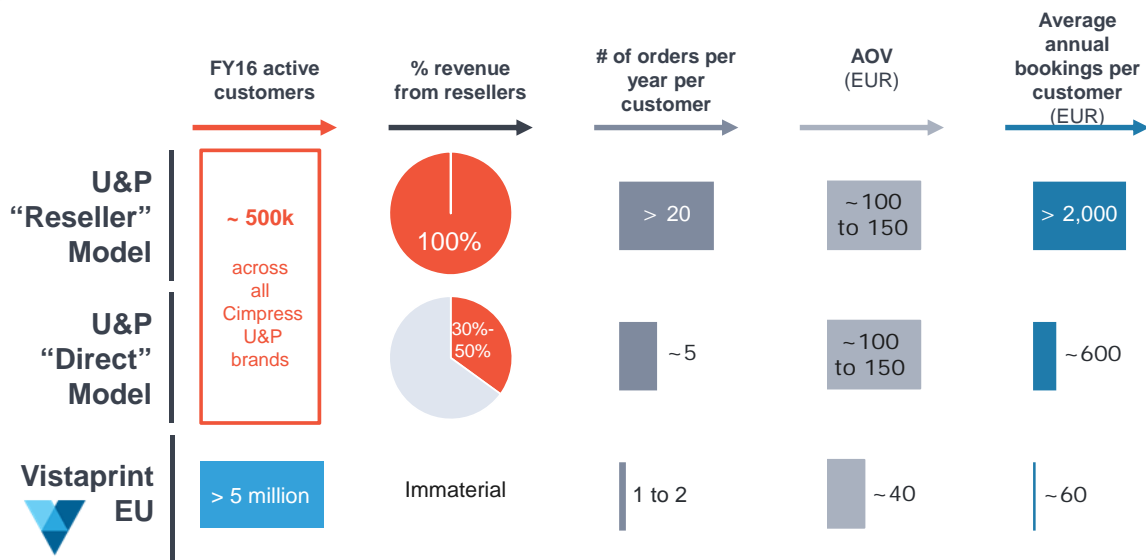 FY16 active
customers
% revenue
from resellers
# of orders per
year per
customer
AOV
(EUR)
Average
annual
bookings per
customer
(EUR)
U&P
“Reseller”
Model
~ 500k
across
all
Cimpress
U&P
brands
100%
> 20
~100
to 150
> 2,000
U&P
“Direct”
Model
30%-
50%
~5
~100
to 150
~600
Vistaprint
EU
> 5 million
Immaterial
1 to 2
~40
~60